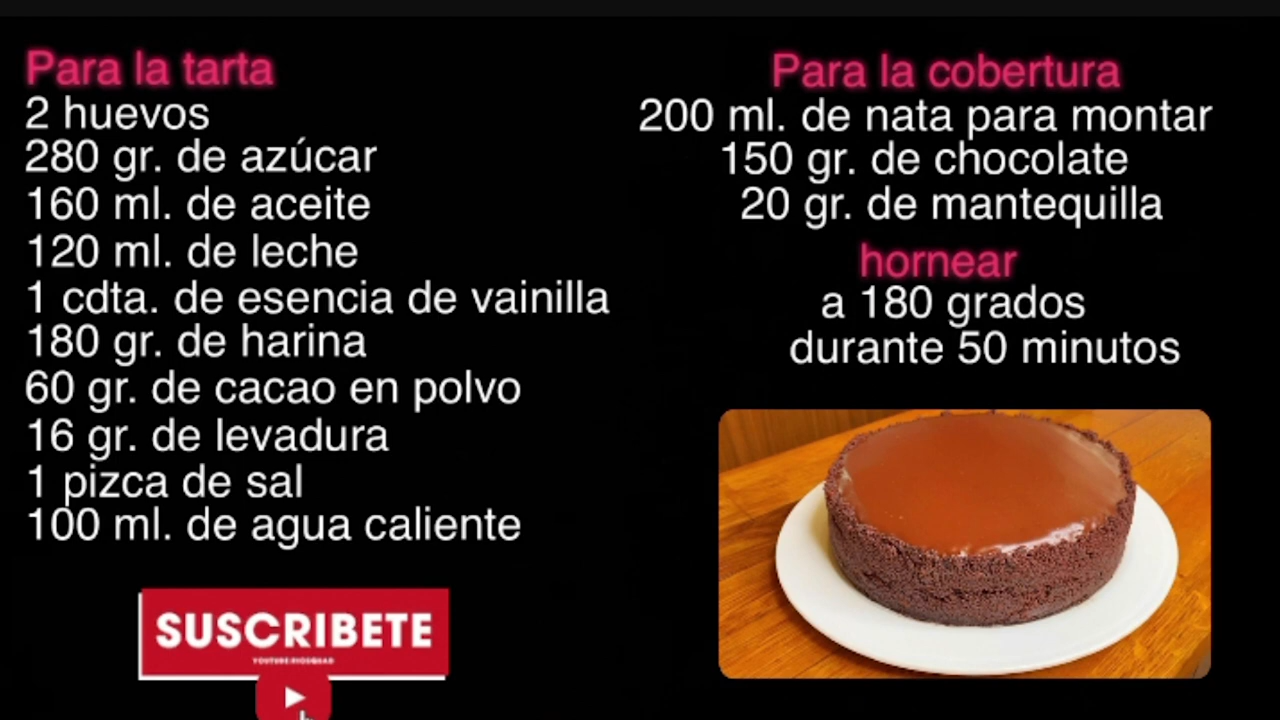 Para la tarta
2 huevos
280 gr. de azúcar
160 ml. de aceite
120 ml. de leche
1 cdta. de esencia de vainilla
180 gr. de harina
60 gr. de cacao en polvo
16 gr. de levadura
1 pizca de sal
100 ml. de agua caliente
Para la cobertura
200 ml. de nata para montar
150 gr. de chocolate
20 gr. de mantequilla
hornear
a 180 grados
durante 50 minutos
SUSCRIBETE